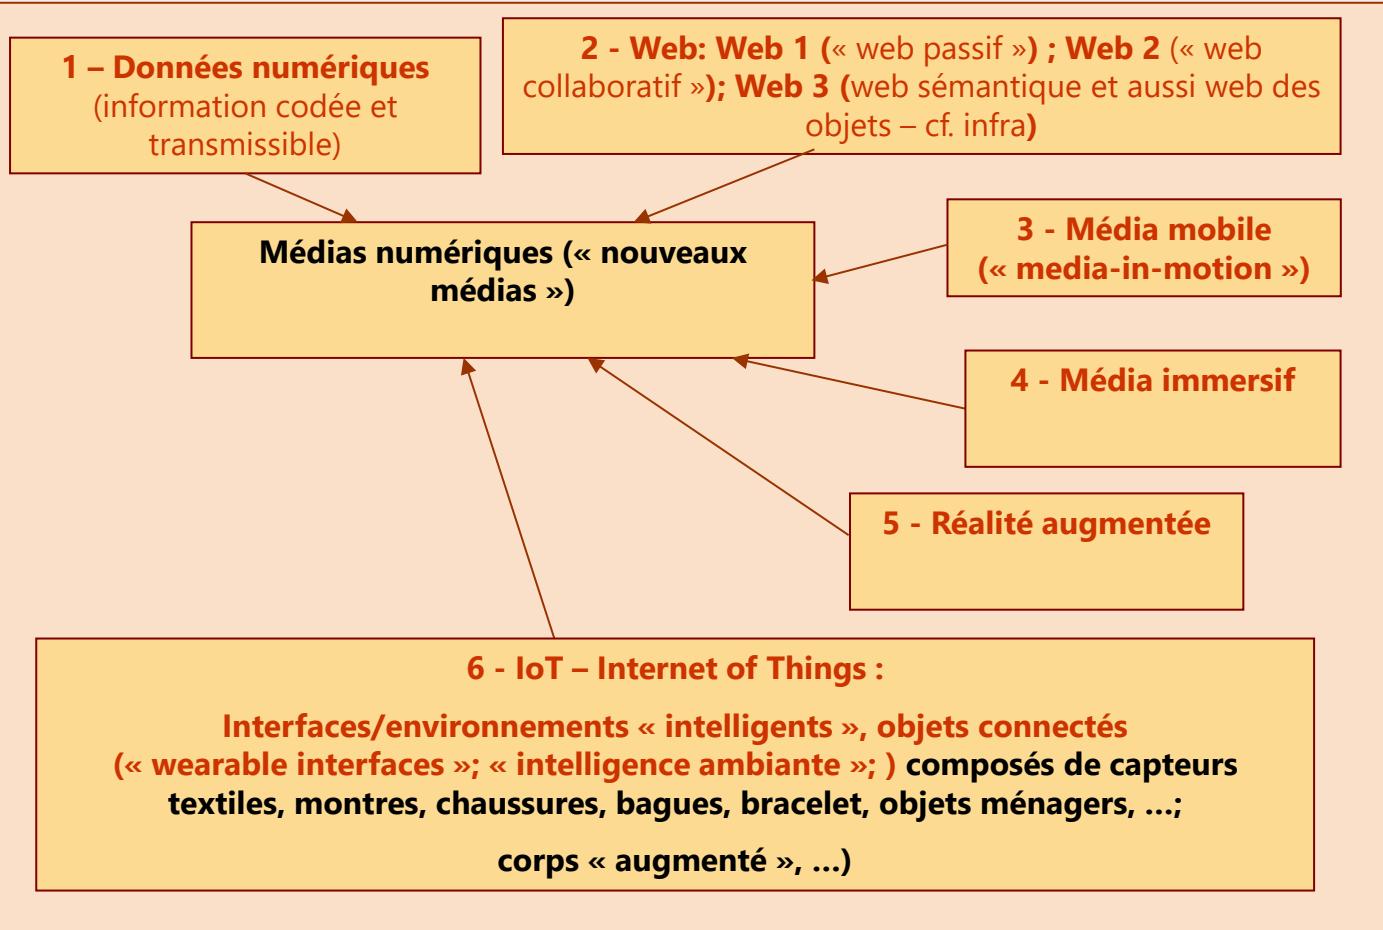 1 – Données numériques
(information codée et
transmissible)
2 - Web: Web 1 (« web passif ») ; Web 2 (« web
collaboratif »); Web 3 (web sémantique et aussi web des
objets – cf. infra)
Médias numériques (« nouveaux
médias »)
3 - Média mobile
(« media-in-motion »)
4 - Média immersif
5 - Réalité augmentée
6 - IoT – Internet of Things :
Interfaces/environnements « intelligents », objets connectés
(« wearable interfaces »; « intelligence ambiante »; ) composés de capteurs
textiles, montres, chaussures, bagues, bracelet, objets ménagers, …;
corps « augmenté », …)